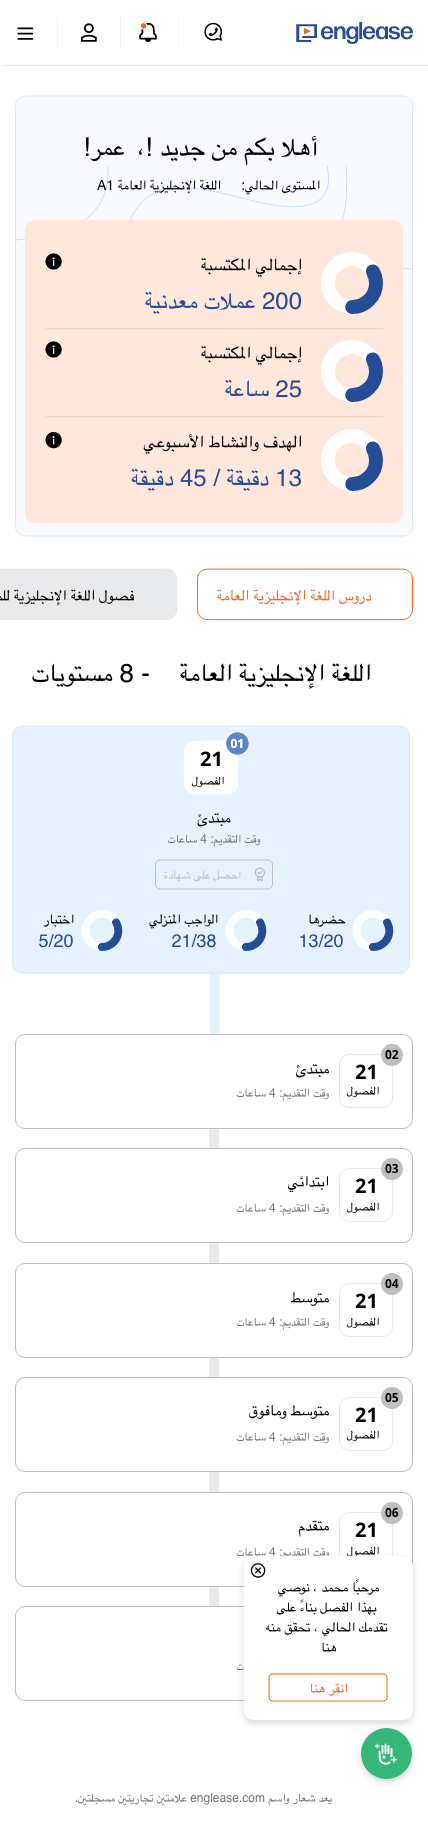 englease
أهلا بكم من جديد !، عمر!
المستوى الحالي: اللغة الإنجليزية العامة A1
إجمالي المكتسبة
200 عملات معدنية
إجمالي المكتسبة
25 ساعة
الهدف والنشاط الأسبوعي
13 دقيقة / 45 دقيقة
دروس اللغة الإنجليزية العامة
فصول اللغة الإنجليزية
اللغة الإنجليزية العامة - 8 مستويات
01
21
الفصول
مبتدئ
وقت التقديم: 4 ساعات
احصل على شهادة
حضرها
13/20
الواجب المنزلي
21/38
اختبار
5/20
02
21
الفصول
مبتدئ
وقت التقديم: 4 ساعات
03
21
الفصول
ابتدائي
وقت التقديم: 4 ساعات
04
21
الفصول
متوسط
وقت التقديم: 4 ساعات
05
21
الفصول
متوسط ومافوق
وقت التقديم: 4 ساعات
06
21
الفصول
متقدم
وقت التقديم: 4 ساعات
مرحبًا محمد ، نوصي
بهذا الفصل بناءً على
تقدمك الحالي ، تحقق منه
هنا
انقر هنا
يعد شعار واسم englease.com علامتين تجاريتين مسجلتين.